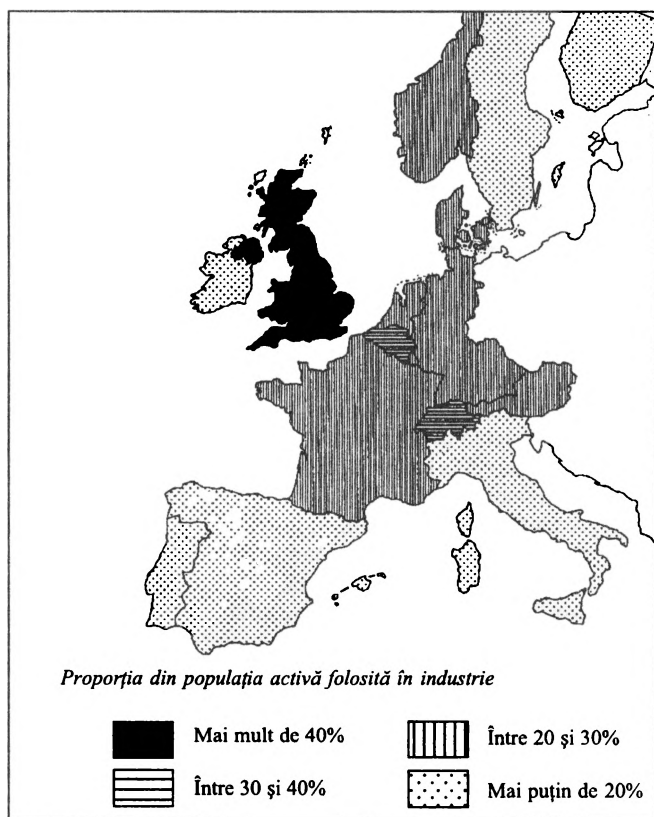 Proporția din populația activă folosită în industrie
Mai mult de 40%
Între 20 și 30%
Între 30 și 40%
Mai puțin de 20%